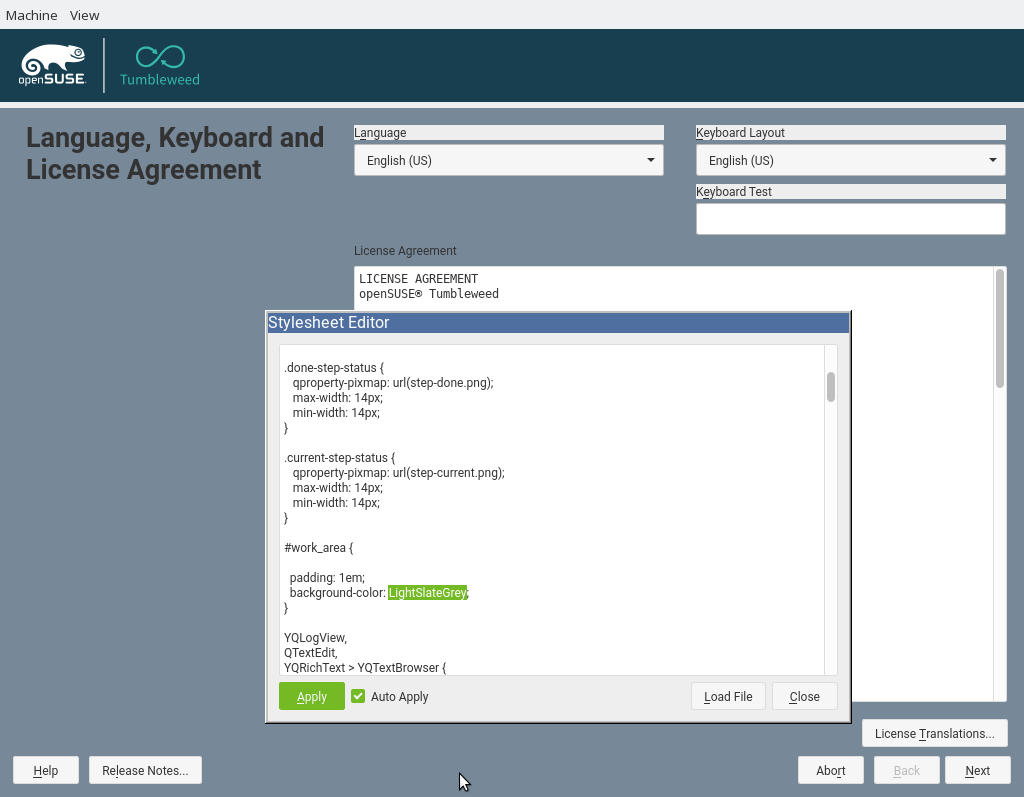 Machine View
openSUSE
Tumbleweed
Language, Keyboard and
License Agreement
Language
English (US)
Keyboard Layout
English (US)
Keyboard Test
License Agreement
LICENSE AGREEMENT
openSUSE® Tumbleweed
Stylesheet Editor
.done-step-status {
qproperty-pixmap: url(step-done.png);
max-width: 14px;
min-width: 14px;
}
.current-step-status {
qproperty-pixmap: url(step-current.png);
max-width: 14px;
min-width: 14px;
}
#work_area {
padding: 1em;
background-color: LightSlateGrey;
}
YQLogView,
QTextEdit,
YQRichText > YQTextBrowser {
Apply
Auto Apply
Load File
Close
License Translations...
Help
Release Notes...
Abort
Back
Next